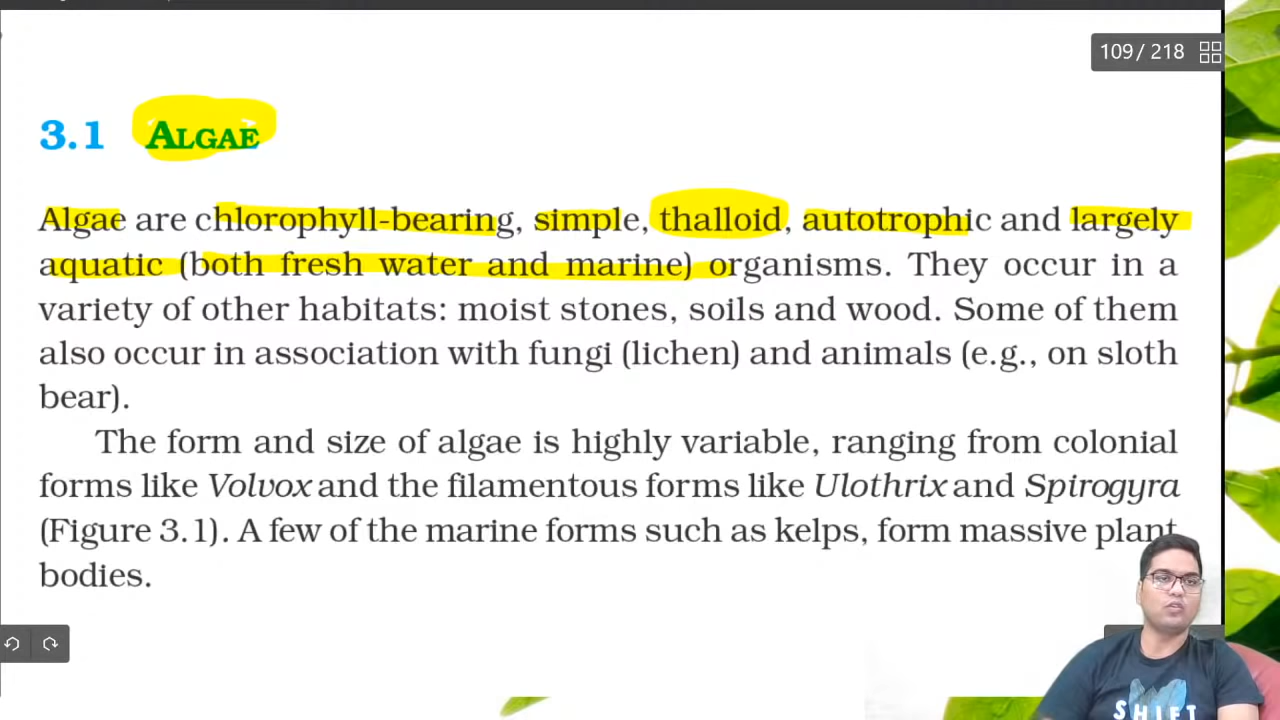 109 / 218
3.1 ALGAE
Algae are chlorophyll-bearing, simple, thalloid, autotrophic and largely
aquatic (both fresh water and marine) organisms. They occur in a
variety of other habitats: moist stones, soils and wood. Some of them
also occur in association with fungi (lichen) and animals (e.g., on sloth
bear).
The form and size of algae is highly variable, ranging from colonial
forms like Volvox and the filamentous forms like Ulothrix and Spirogyra
(Figure 3.1). A few of the marine forms such as kelps, form massive plant
bodies.
SHIFT